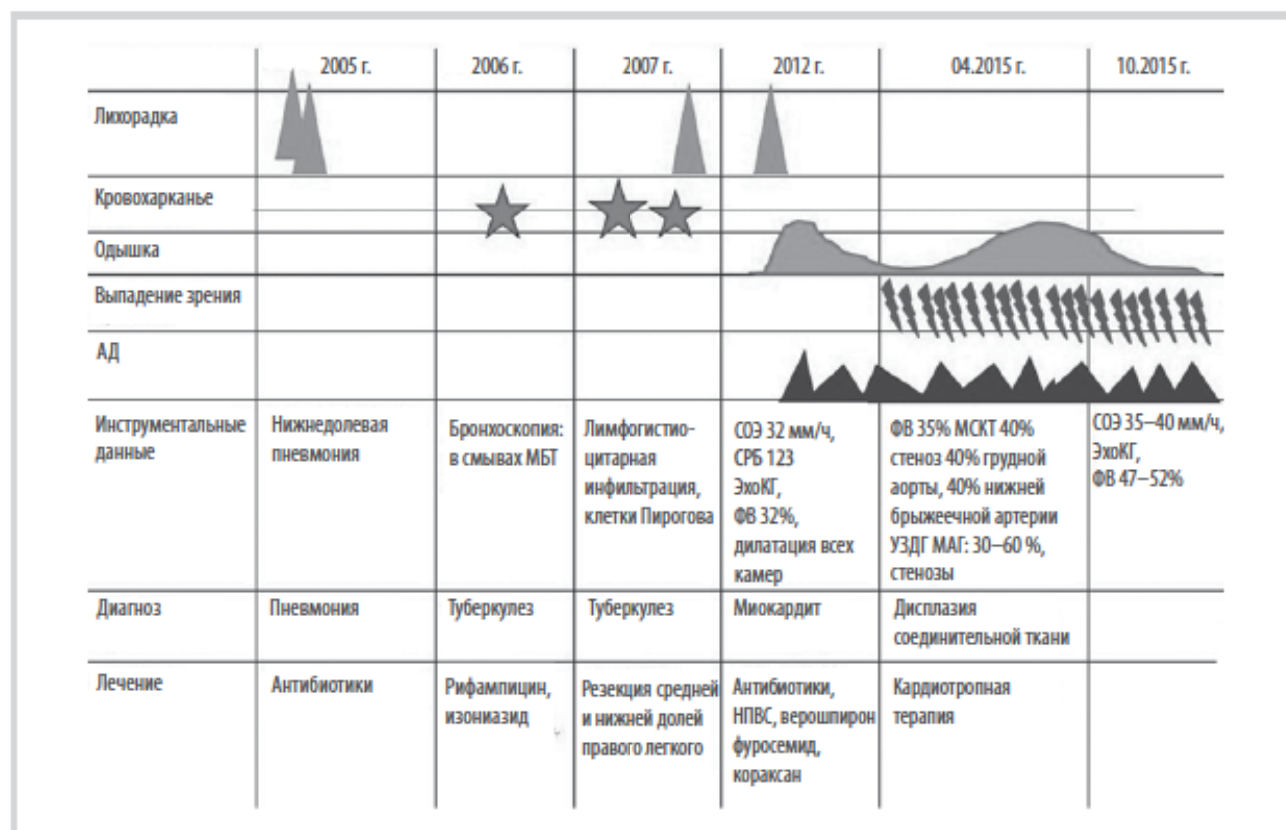 2005 г. 2006 г. 2007 г. 2012 г. 04.2015 г. 10.2015 г.
Лихорадка
Кровохарканье
Одышка
Выпадение зрения
АД
Инструментальные
данные
Нижнедолевая
пневмония
Бронхоскопия:
в смывах МБТ
Лимфогистио-
цитарная
инфильтрация,
клетки Пирогова
СОЭ 32 мм/ч,
СРБ 123
ЭхоКГ,
ФВ 32%,
дилатация всех
камер
ФВ 35% МСКТ 40%
стеноз 40% грудной
аорты, 40% нижней
брыжеечной артерии
УЗДГ МАГ: 30–60 %,
стенозы
СОЭ 35–40 мм/ч,
ЭхоКГ,
ФВ 47–52%
Диагноз
Пневмония
Туберкулез
Туберкулез
Миокардит
Дисплазия
соединительной ткани
Лечение
Антибиотики
Рифампицин,
изониазид
Резекция средней
и нижней долей
правого легкого
Антибиотики,
НПВС, верошпирон
фуросемид,
кораксан
Кардиотропная
терапия